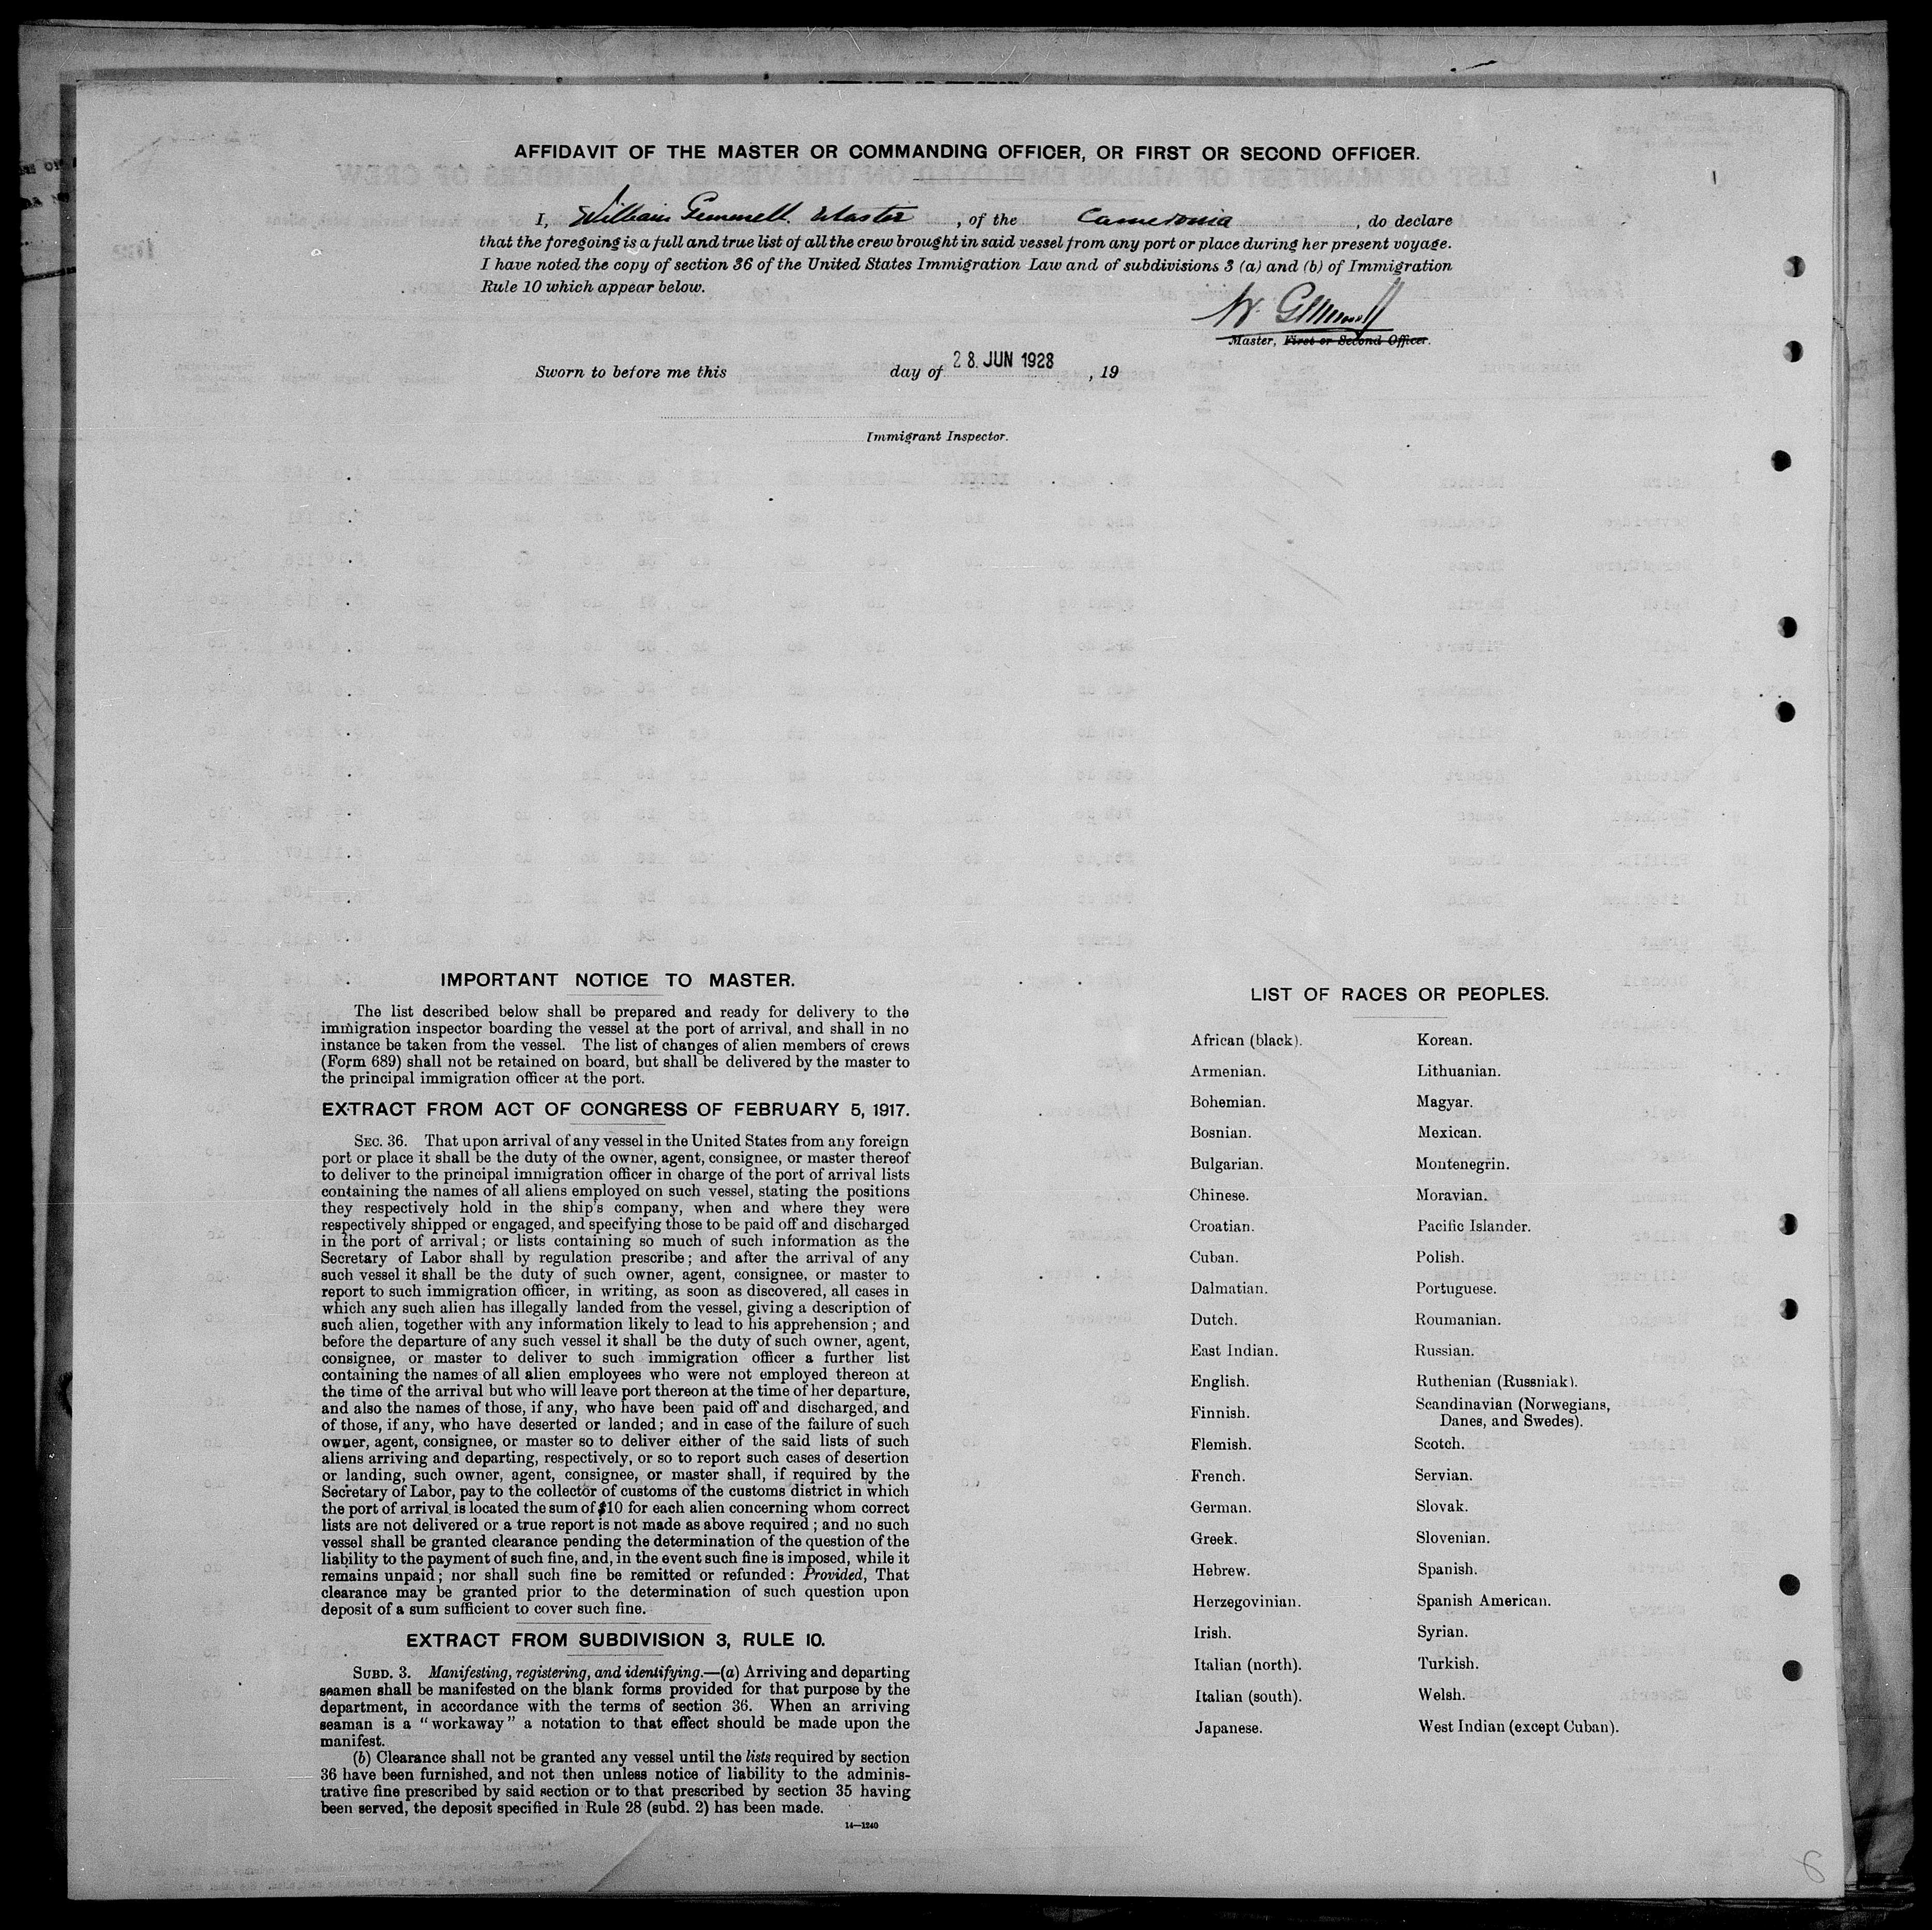 AFFIDAVIT OF THE MASTER OR COMMANDING OFFICER, OR FIRST OR SECOND OFFICER.
I, William Gemmell Master, of the Cameronia, do declare
that the foregoing is a full and true list of all the crew brought in said vessel from any port or place during her present voyage.
I have noted the copy of section 36 of the United States Immigration Law and of subdivisions 3 (a) and (b) of Immigration
Rule 10 which appear below.
W. Gemmell
Master, First or Second Officer.
Sworn to before me this day of 28 JUN 1928, 19
Immigrant Inspector.
IMPORTANT NOTICE TO MASTER.
The list described below shall be prepared and ready for delivery to the
immigration inspector boarding the vessel at the port of arrival, and shall in no
instance be taken from the vessel. The list of changes of alien members of crews
(Form 689) shall not be retained on board, but shall be delivered by the master to
the principal immigration officer at the port.
EXTRACT FROM ACT OF CONGRESS OF FEBRUARY 5, 1917.
SEC. 36. That upon arrival of any vessel in the United States from any foreign
port or place it shall be the duty of the owner, agent, consignee, or master thereof
to deliver to the principal immigration officer in charge of the port of arrival lists
containing the names of all aliens employed on such vessel, stating the positions
they respectively hold in the ship's company, when and where they were
respectively shipped or engaged, and specifying those to be paid off and discharged
in the port of arrival; or lists containing so much of such information as the
Secretary of Labor shall by regulation prescribe; and after the arrival of any
such vessel it shall be the duty of such owner, agent, consignee, or master to
report to such immigration officer, in writing, as soon as discovered, all cases in
which any such alien has illegally landed from the vessel, giving a description of
such alien, together with any information likely to lead to his apprehension; and
before the departure of any such vessel it shall be the duty of such owner, agent,
consignee, or master to deliver to such immigration officer a further list
containing the names of all alien employees who were not employed thereon at
the time of the arrival but who will leave port thereon at the time of her departure,
and also the names of those, if any, who have been paid off and discharged, and
of those, if any, who have deserted or landed; and in case of the failure of such
owner, agent, consignee, or master so to deliver either of the said lists of such
aliens arriving and departing, respectively, or so to report such cases of desertion
or landing, such owner, agent, consignee, or master shall, if required by the
Secretary of Labor, pay to the collector of customs of the customs district in which
the port of arrival is located the sum of $10 for each alien concerning whom correct
lists are not delivered or a true report is not made as above required; and no such
vessel shall be granted clearance pending the determination of the question of the
liability to the payment of such fine, and, in the event such fine is imposed, while it
remains unpaid; nor shall such fine be remitted or refunded: Provided, That
clearance may be granted prior to the determination of such question upon
deposit of a sum sufficient to cover such fine.
EXTRACT FROM SUBDIVISION 3, RULE 10.
SUBD. 3. Manifesting, registering, and identifying.—(a) Arriving and departing
seamen shall be manifested on the blank forms provided for that purpose by the
department, in accordance with the terms of section 36. When an arriving
seaman is a "workaway" a notation to that effect should be made upon the
manifest.
(b) Clearance shall not be granted any vessel until the lists required by section
36 have been furnished, and not then unless notice of liability to the adminis-
trative fine prescribed by said section or to that prescribed by section 35 having
been served, the deposit specified in Rule 28 (subd. 2) has been made.
14—1240
LIST OF RACES OR PEOPLES.
African (black).
Armenian.
Bohemian.
Bosnian.
Bulgarian.
Chinese.
Croatian.
Cuban.
Dalmatian.
Dutch.
East Indian.
English.
Finnish.
Flemish.
French.
German.
Greek.
Hebrew.
Herzegovinian.
Irish.
Italian (north).
Italian (south).
Japanese.
Korean.
Lithuanian.
Magyar.
Mexican.
Montenegrin.
Moravian.
Pacific Islander.
Polish.
Portuguese.
Roumanian.
Russian.
Ruthenian (Russniak).
Scandinavian (Norwegians,
Danes, and Swedes).
Scotch.
Servian.
Slovak.
Slovenian.
Spanish.
Spanish American.
Syrian.
Turkish.
Welsh.
West Indian (except Cuban).